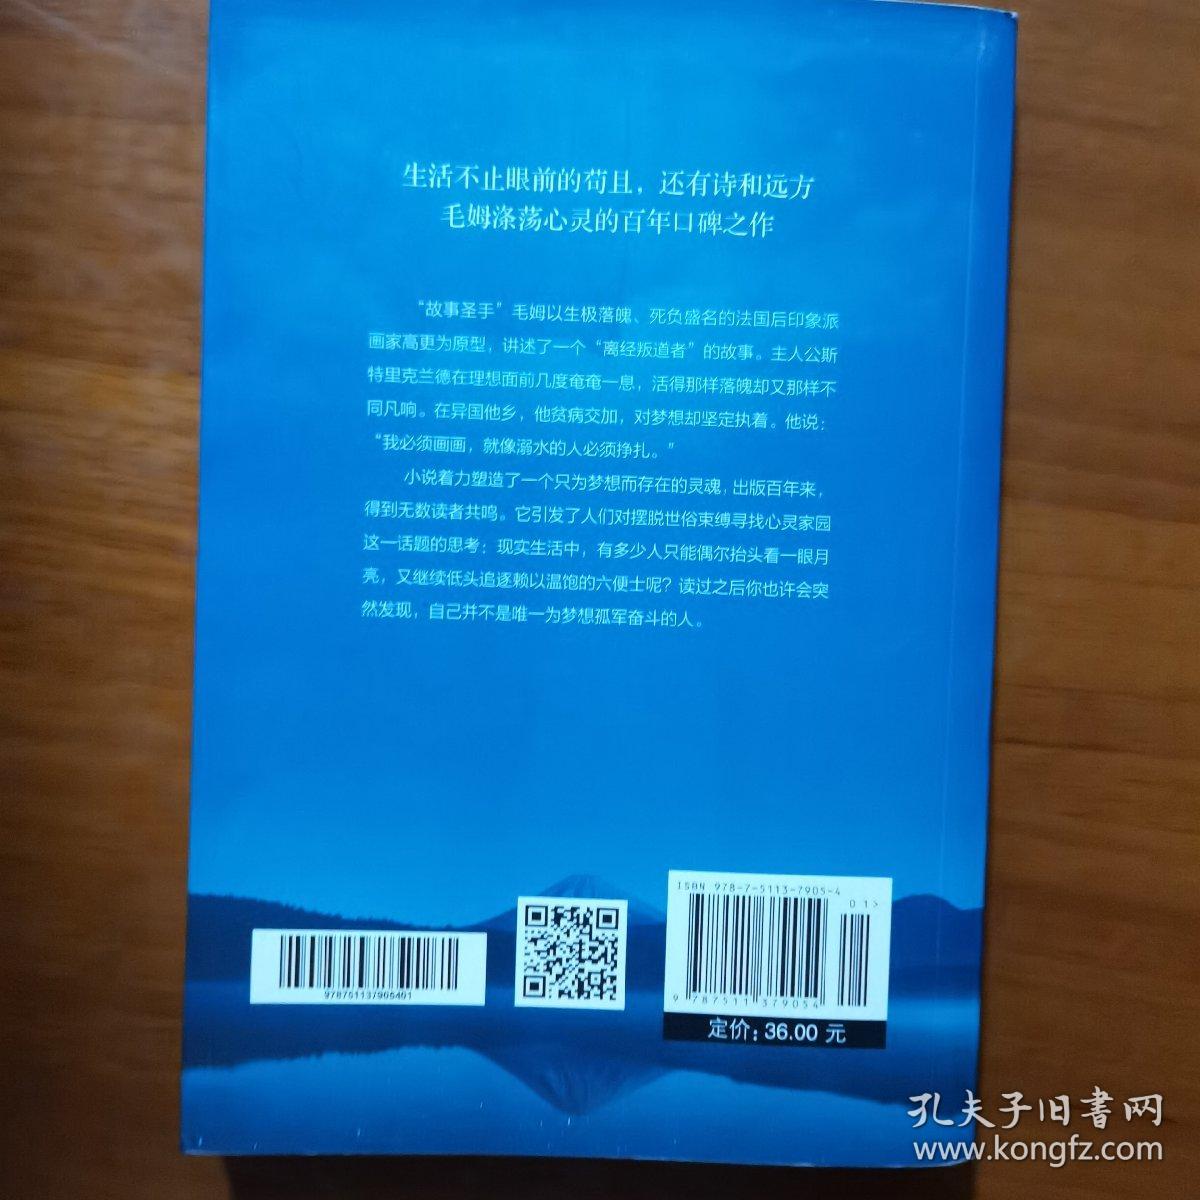 生活不止眼前的苟且，还有诗和远方
毛姆涤荡心灵的百年口碑之作
“故事圣手”毛姆以生极落魄、死负盛名的法国后印象派
画家高更为原型，讲述了一个“离经叛道者”的故事。主人公斯
特里克兰德在理想面前几度奄奄一息，活得那样落魄却又那样不
同凡响。在异国他乡，他贫病交加，对梦想却坚定执着。他说：
“我必须画画，就像溺水的人必须挣扎。”
小说着力塑造了一个只为梦想而存在的灵魂，出版百年来，
得到无数读者共鸣。它引发了人们对摆脱世俗束缚寻找心灵家园
这一话题的思考：现实生活中，有多少人只能偶尔抬头看一眼月
亮，又继续低头追逐赖以温饱的六便士呢？读过之后你也许会突
然发现，自己并不是唯一为梦想孤军奋斗的人。
ISBN 978-7-5113-7905-4
01>
9 787511 379054
定价：36.00 元
978751137905401
孔夫子旧書网
www.kongfz.com